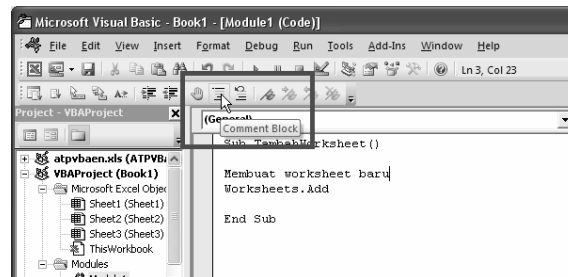 Microsoft Visual Basic - Book1 - [Module1 (Code)]
File Edit View Insert Format Debug Run Tools Add-Ins Window Help
Ln 3, Col 23
Project - VBAProject
(General)
Comment Block
atpvbaen.xls (ATPVBA
VBAProject (Book1)
Microsoft Excel Objec
Sheet1 (Sheet1)
Sheet2 (Sheet2)
Sheet3 (Sheet3)
ThisWorkbook
Modules
Module1
Sub TambahWorksheet()
Membuat worksheet baru
Worksheets.Add
End Sub